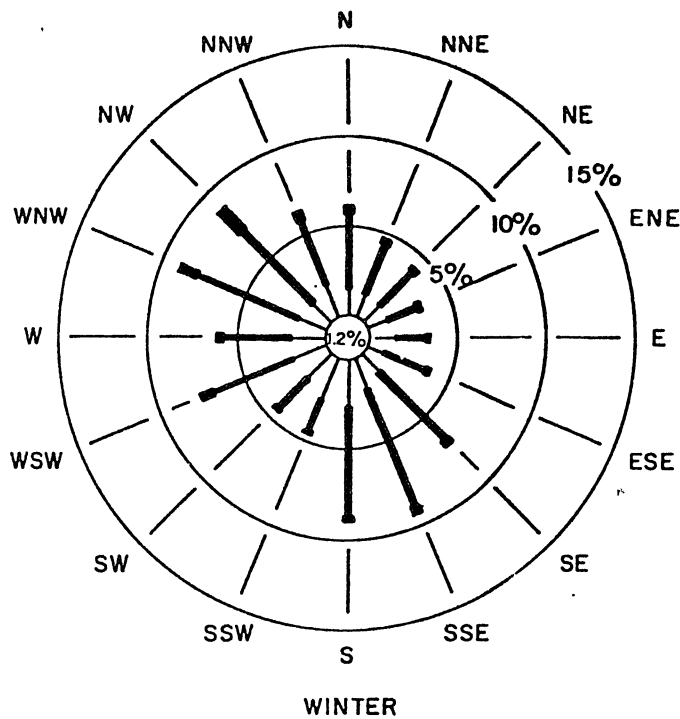 N
NNW NNE
NW NE
15%
WNW ENE
10%
5%
W 1.2% E
WSW ESE
SW SE
SSW SSE
S
WINTER